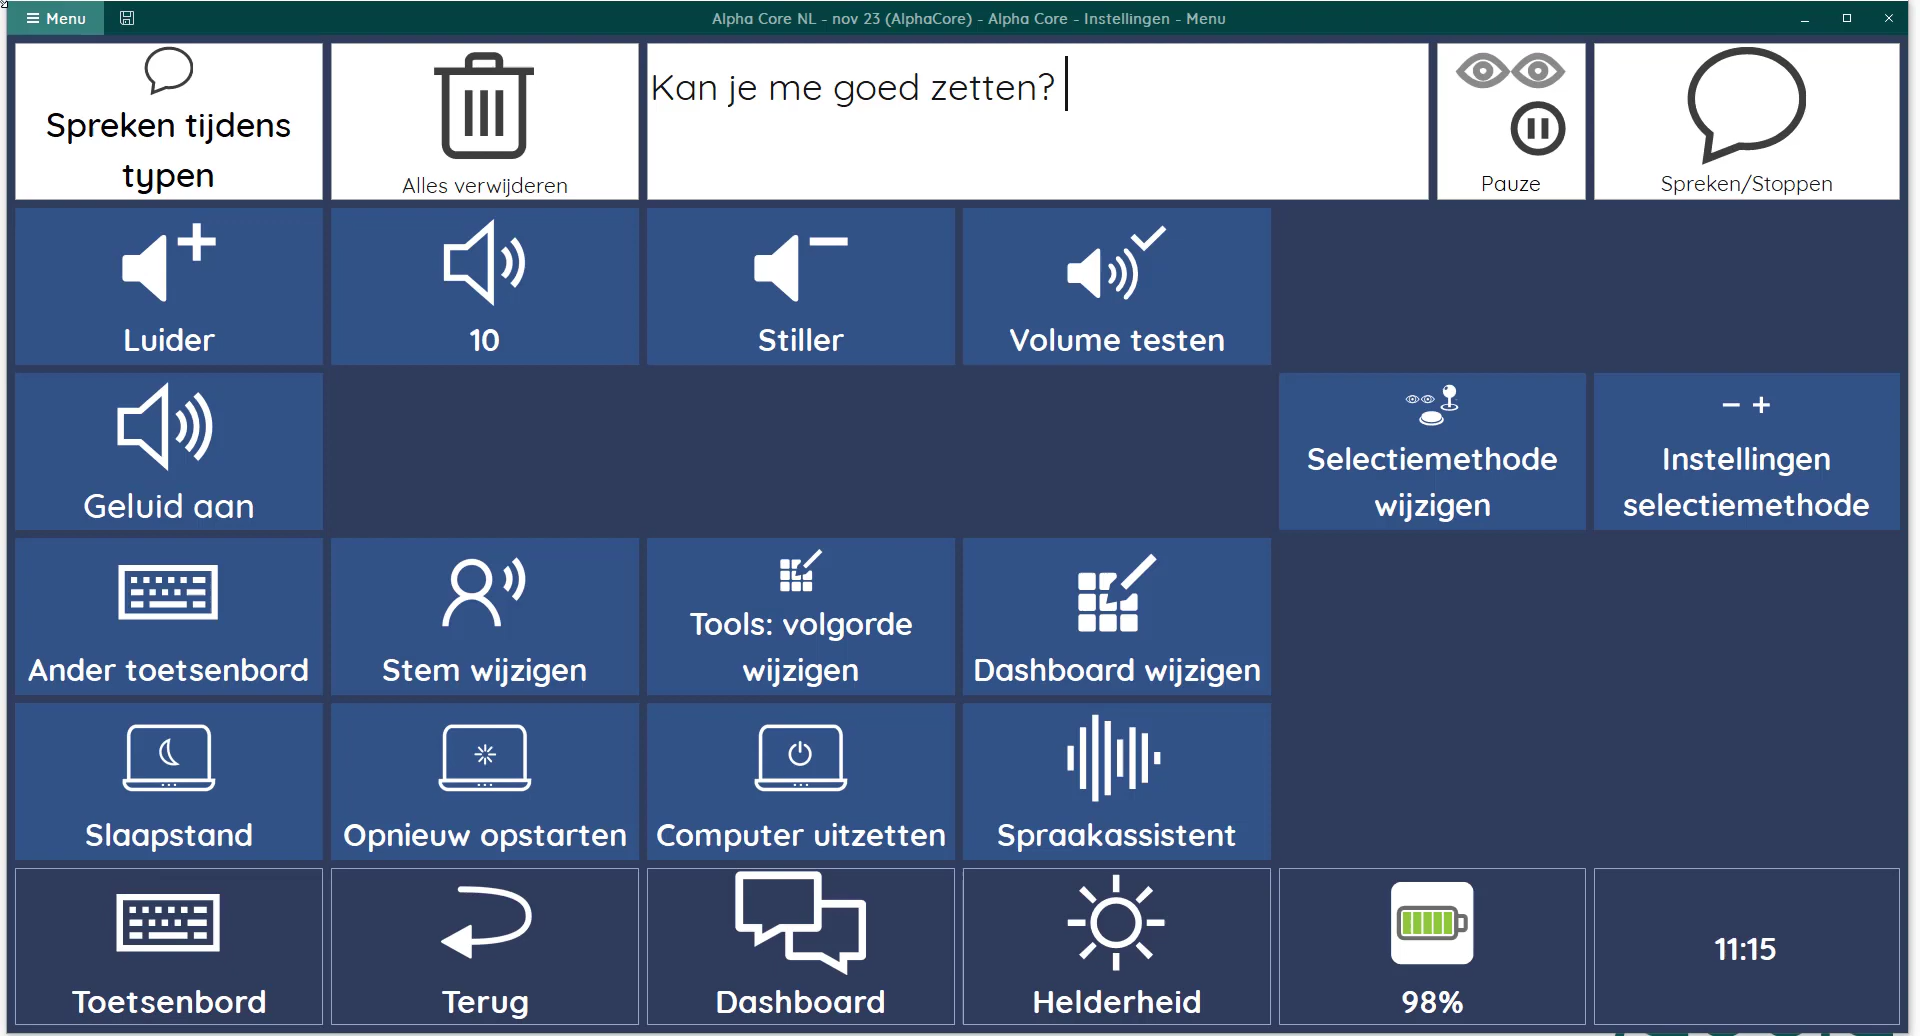 Menu
Alpha Core NL - nov 23 (AlphaCore) - Alpha Core - Instellingen - Menu
Spreken tijdens
typen
Alles verwijderen
Kan je me goed zetten?
Pauze
Spreken/Stoppen
Luider
10
Stiller
Volume testen
Geluid aan
Selectiemethode
wijzigen
Instellingen
selectiemethode
Ander toetsenbord
Stem wijzigen
Tools: volgorde
wijzigen
Dashboard wijzigen
Slaapstand
Opnieuw opstarten
Computer uitzetten
Spraakassistent
Toetsenbord
Terug
Dashboard
Helderheid
98%
11:15